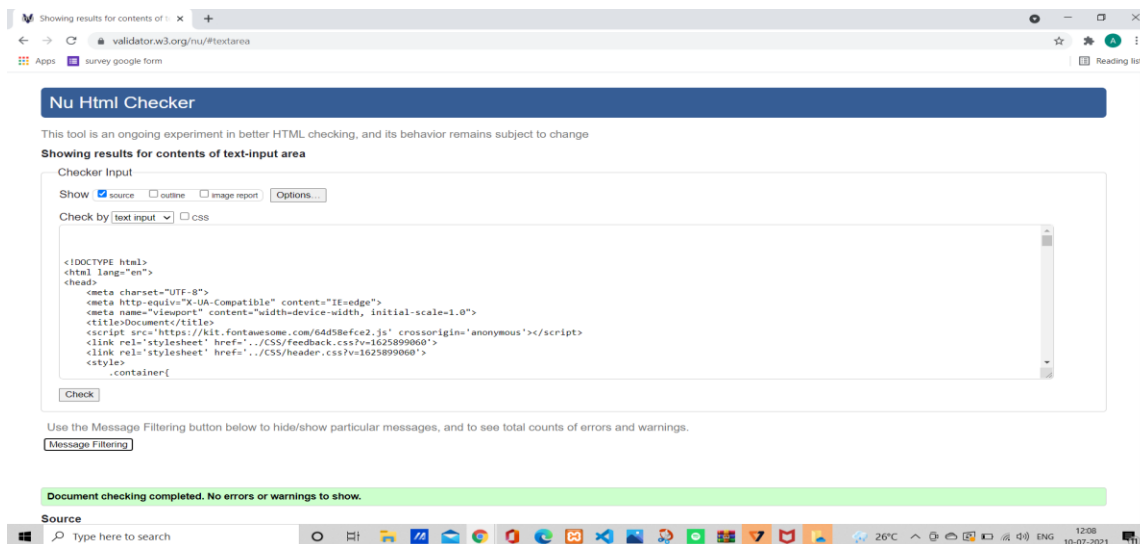 Showing results for contents of t
validator.w3.org/nu/#textarea
Apps survey google form Reading list
Nu Html Checker
This tool is an ongoing experiment in better HTML checking, and its behavior remains subject to change
Showing results for contents of text-input area
Checker Input
Show source outline image report Options...
Check by text input css
<!DOCTYPE html>
<html lang="en">
<head>
<meta charset="UTF-8">
<meta http-equiv="X-UA-Compatible" content="IE=edge">
<meta name="viewport" content="width=device-width, initial-scale=1.0">
<title>Document</title>
<script src='https://kit.fontawesome.com/64d58efce2.js' crossorigin='anonymous'></script>
<link rel='stylesheet' href='../CSS/feedback.css?v=1625899060'>
<link rel='stylesheet' href='../CSS/header.css?v=1625899060'>
<style>
.container{
Check
Use the Message Filtering button below to hide/show particular messages, and to see total counts of errors and warnings.
Message Filtering
Document checking completed. No errors or warnings to show.
Source
Type here to search 26°C ENG 12:08
10-07-2021